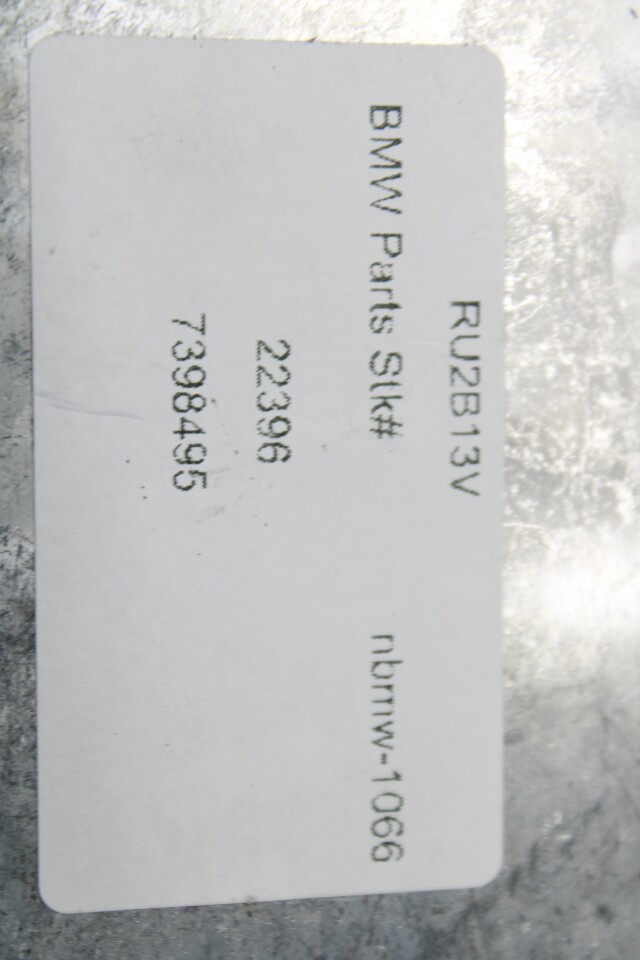 RU2B13V
BMW Parts Stk# nbmw-1066
22396
7398495